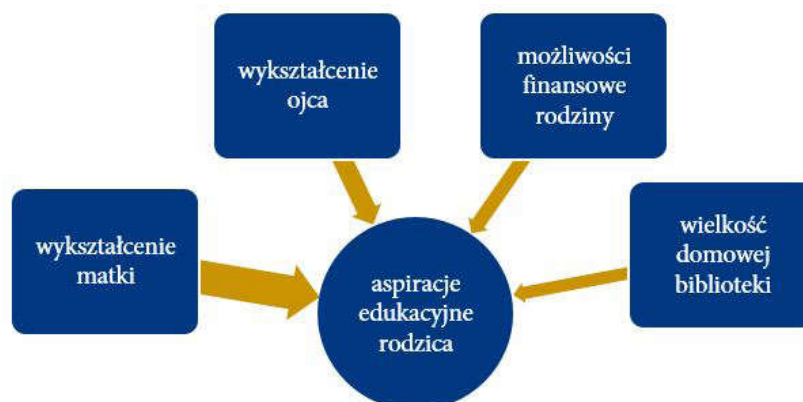 wykształcenie
ojca
możliwości
finansowe
rodziny
wykształcenie
matki
wielkość
domowej
biblioteki
aspiracje
edukacyjne
rodzica